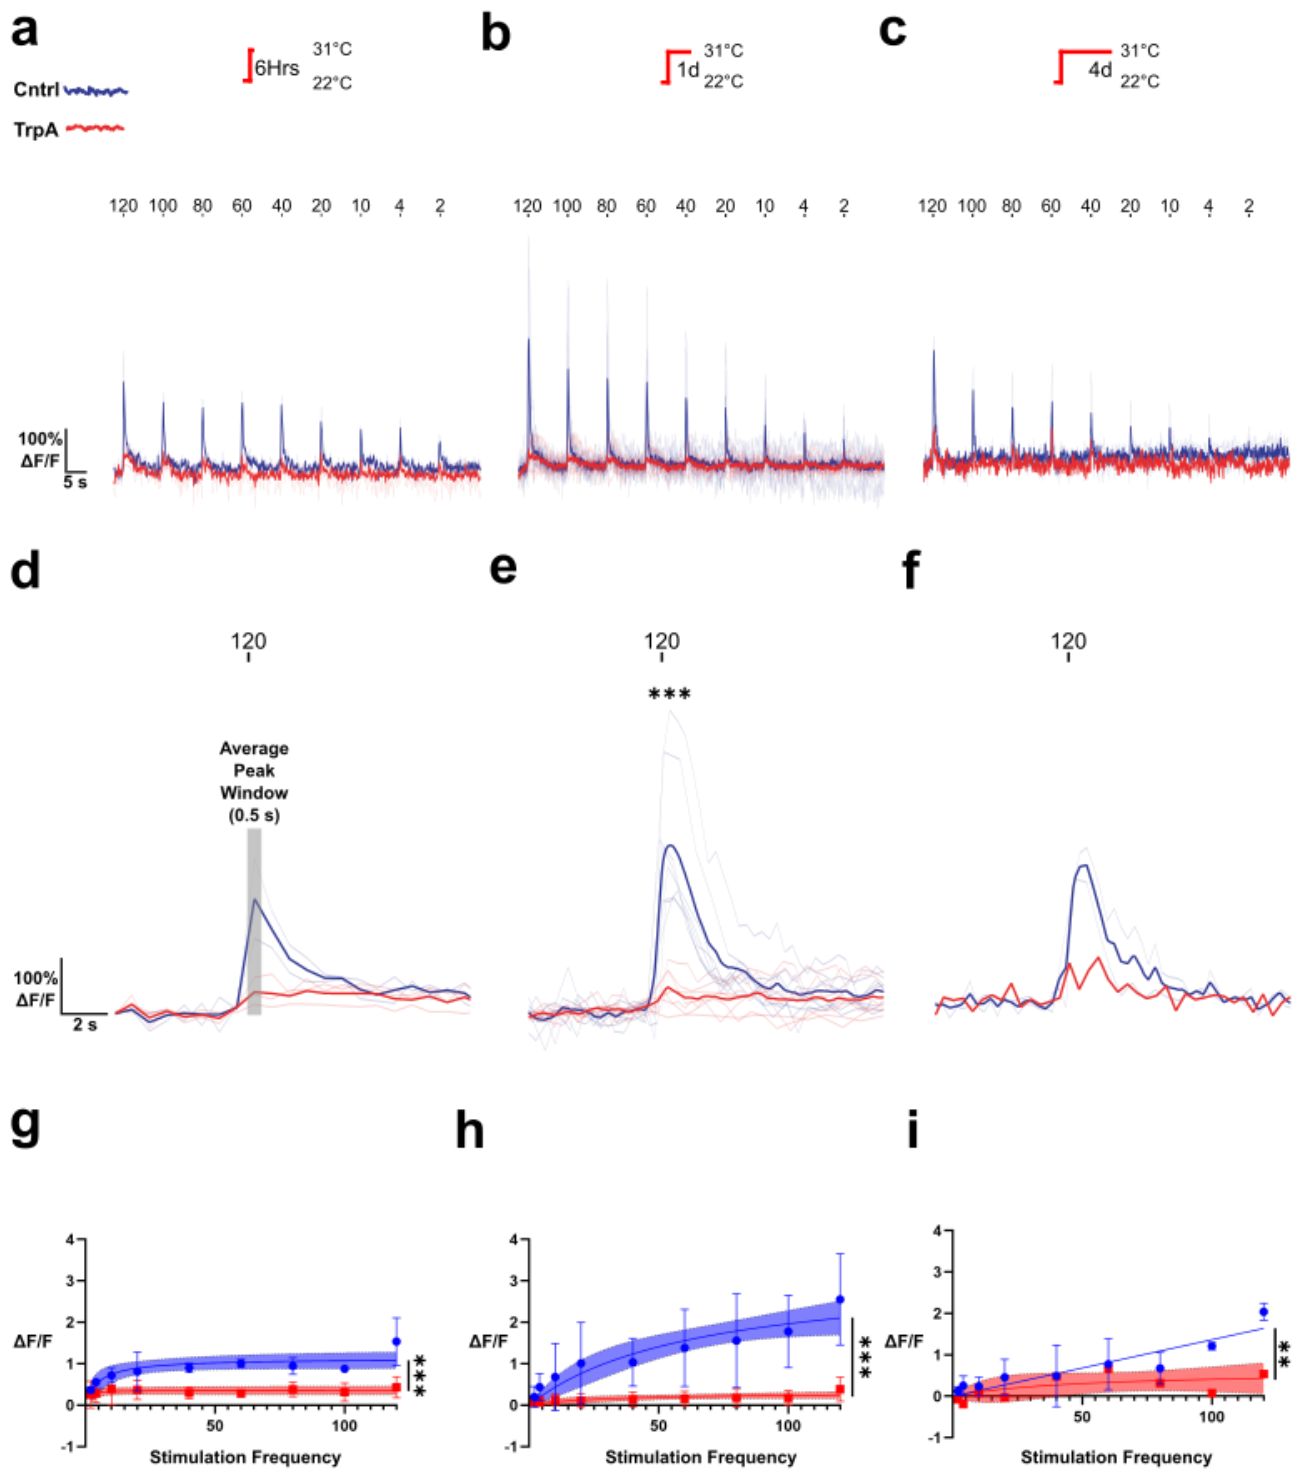 a
b
c
31°C
6Hrs
22°C
31°C
1d
22°C
31°C
4d
22°C
Cntrl
TrpA
120 100 80 60 40 20 10 4 2
120 100 80 60 40 20 10 4 2
120 100 80 60 40 20 10 4 2
100%
ΔF/F
5 s
d
e
f
120
120
120
***
Average
Peak
Window
(0.5 s)
100%
ΔF/F
2 s
g
h
i
4
3
2
1
0
-1
ΔF/F
50 100
***
Stimulation Frequency
4
3
2
1
0
-1
ΔF/F
50 100
***
Stimulation Frequency
4
3
2
1
0
-1
ΔF/F
50 100
**
Stimulation Frequency